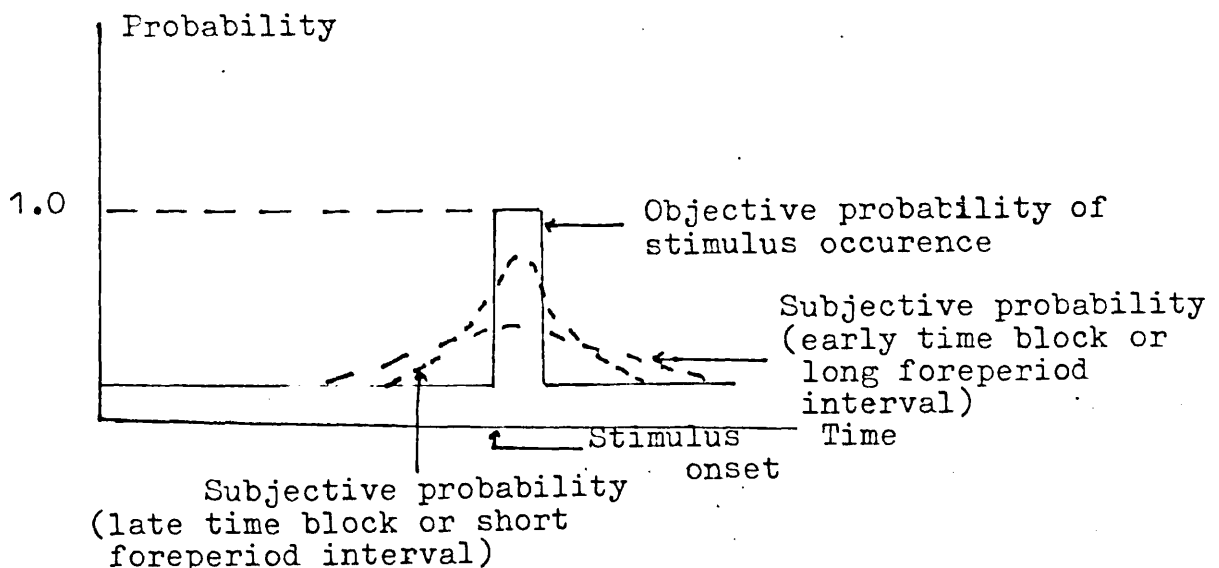 Probability
1.0
Objective probability of
stimulus occurence
Subjective probability
(early time block or
long foreperiod
interval)
Time
Stimulus
onset
Subjective probability
(late time block or short
foreperiod interval)